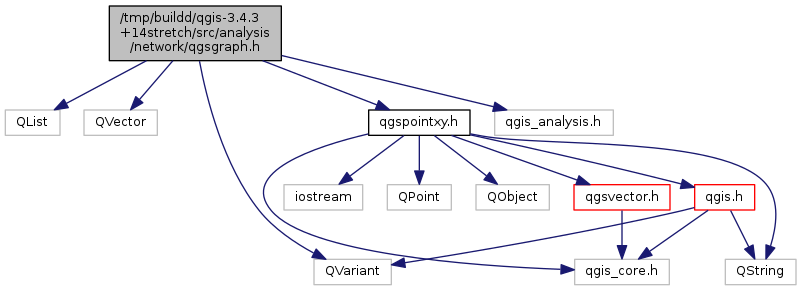 /tmp/buildd/qgis-3.4.3
+14stretch/src/analysis
/network/qgsgraph.h
QList
QVector
qgspointxy.h
qgis_analysis.h
iostream
QPoint
QObject
qgsvector.h
qgis.h
QVariant
qgis_core.h
QString